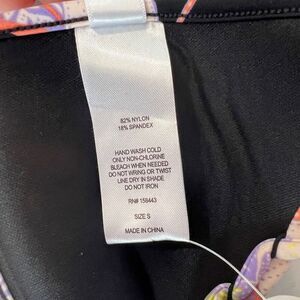 82% NYLON
18% SPANDEX
HAND WASH COLD
ONLY NON-CHLORINE
BLEACH WHEN NEEDED
DO NOT WRING OR TWIST
LINE DRY IN SHADE
DO NOT IRON
RN# 158443
SIZE S
MADE IN CHINA